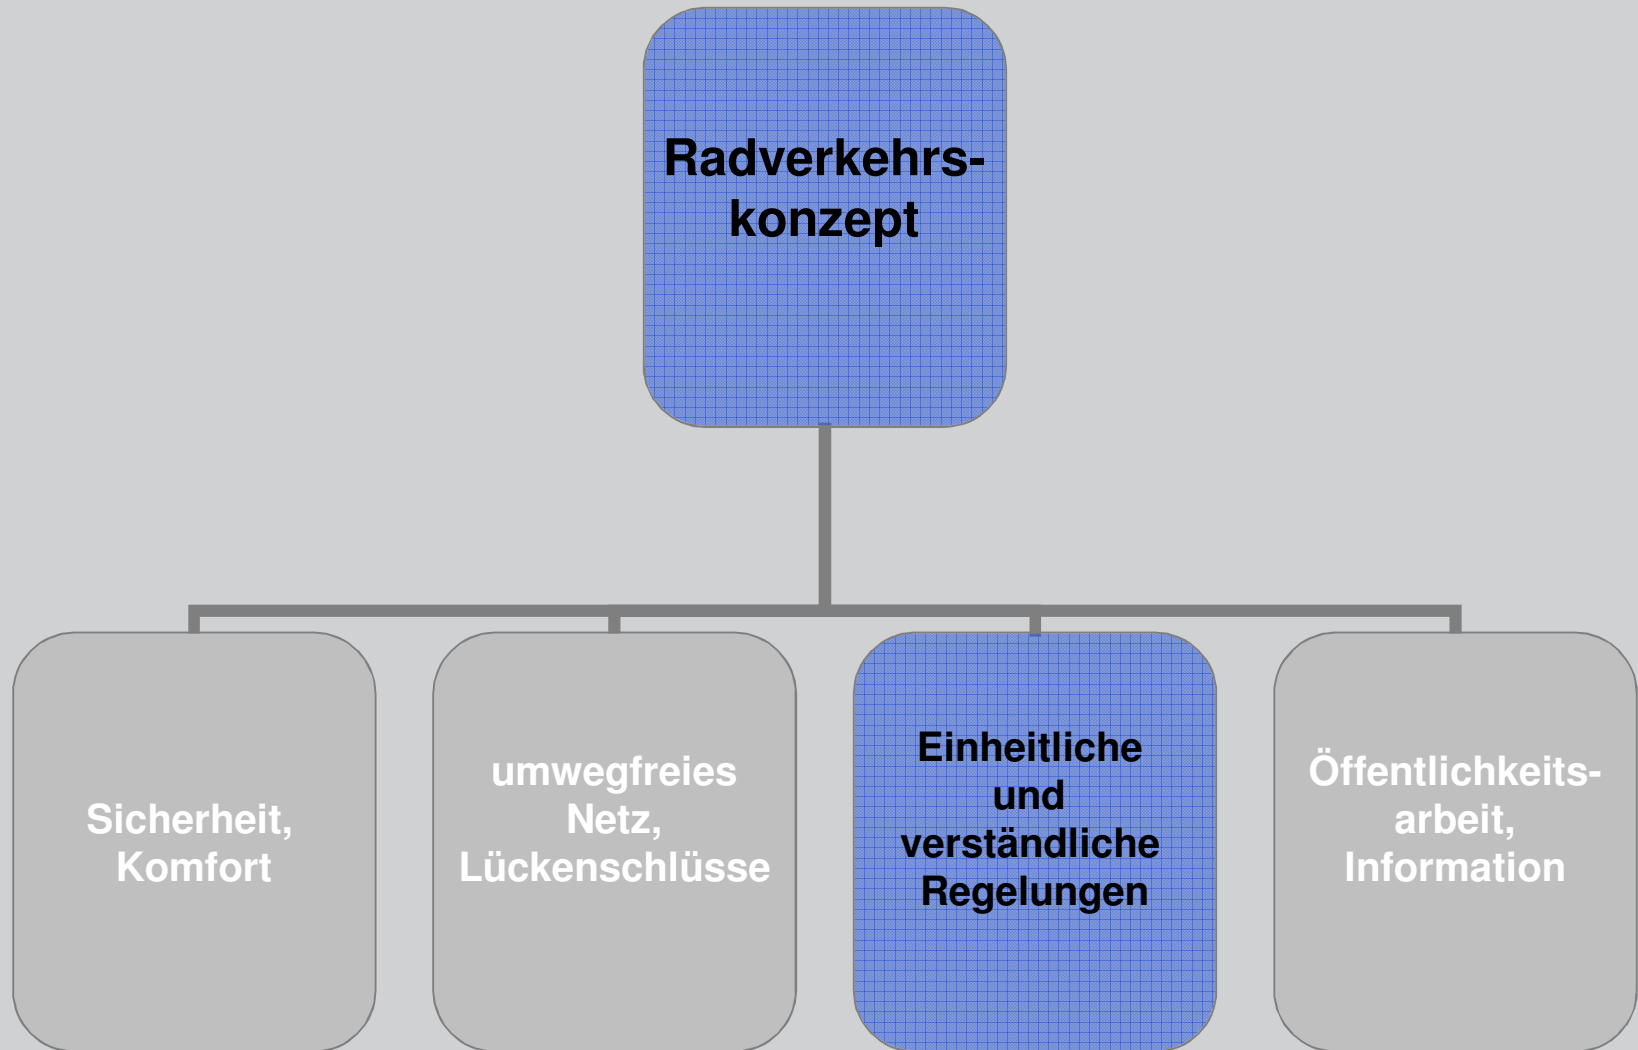 Radverkehrs-
konzept
Sicherheit,
Komfort
umwegfreies
Netz,
Lückenschlüsse
Einheitliche
und
verständliche
Regelungen
Öffentlichkeits-
arbeit,
Information